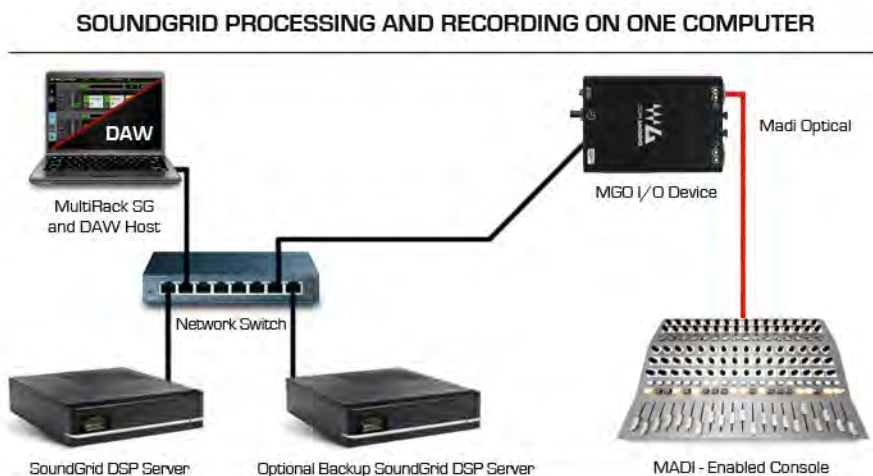 SOUNDGRID PROCESSING AND RECORDING ON ONE COMPUTER
DAW
MultiRack SG
and DAW Host
Madi Optical
MGO I/O Device
Network Switch
SoundGrid DSP Server
Optional Backup SoundGrid DSP Server
MADI - Enabled Console